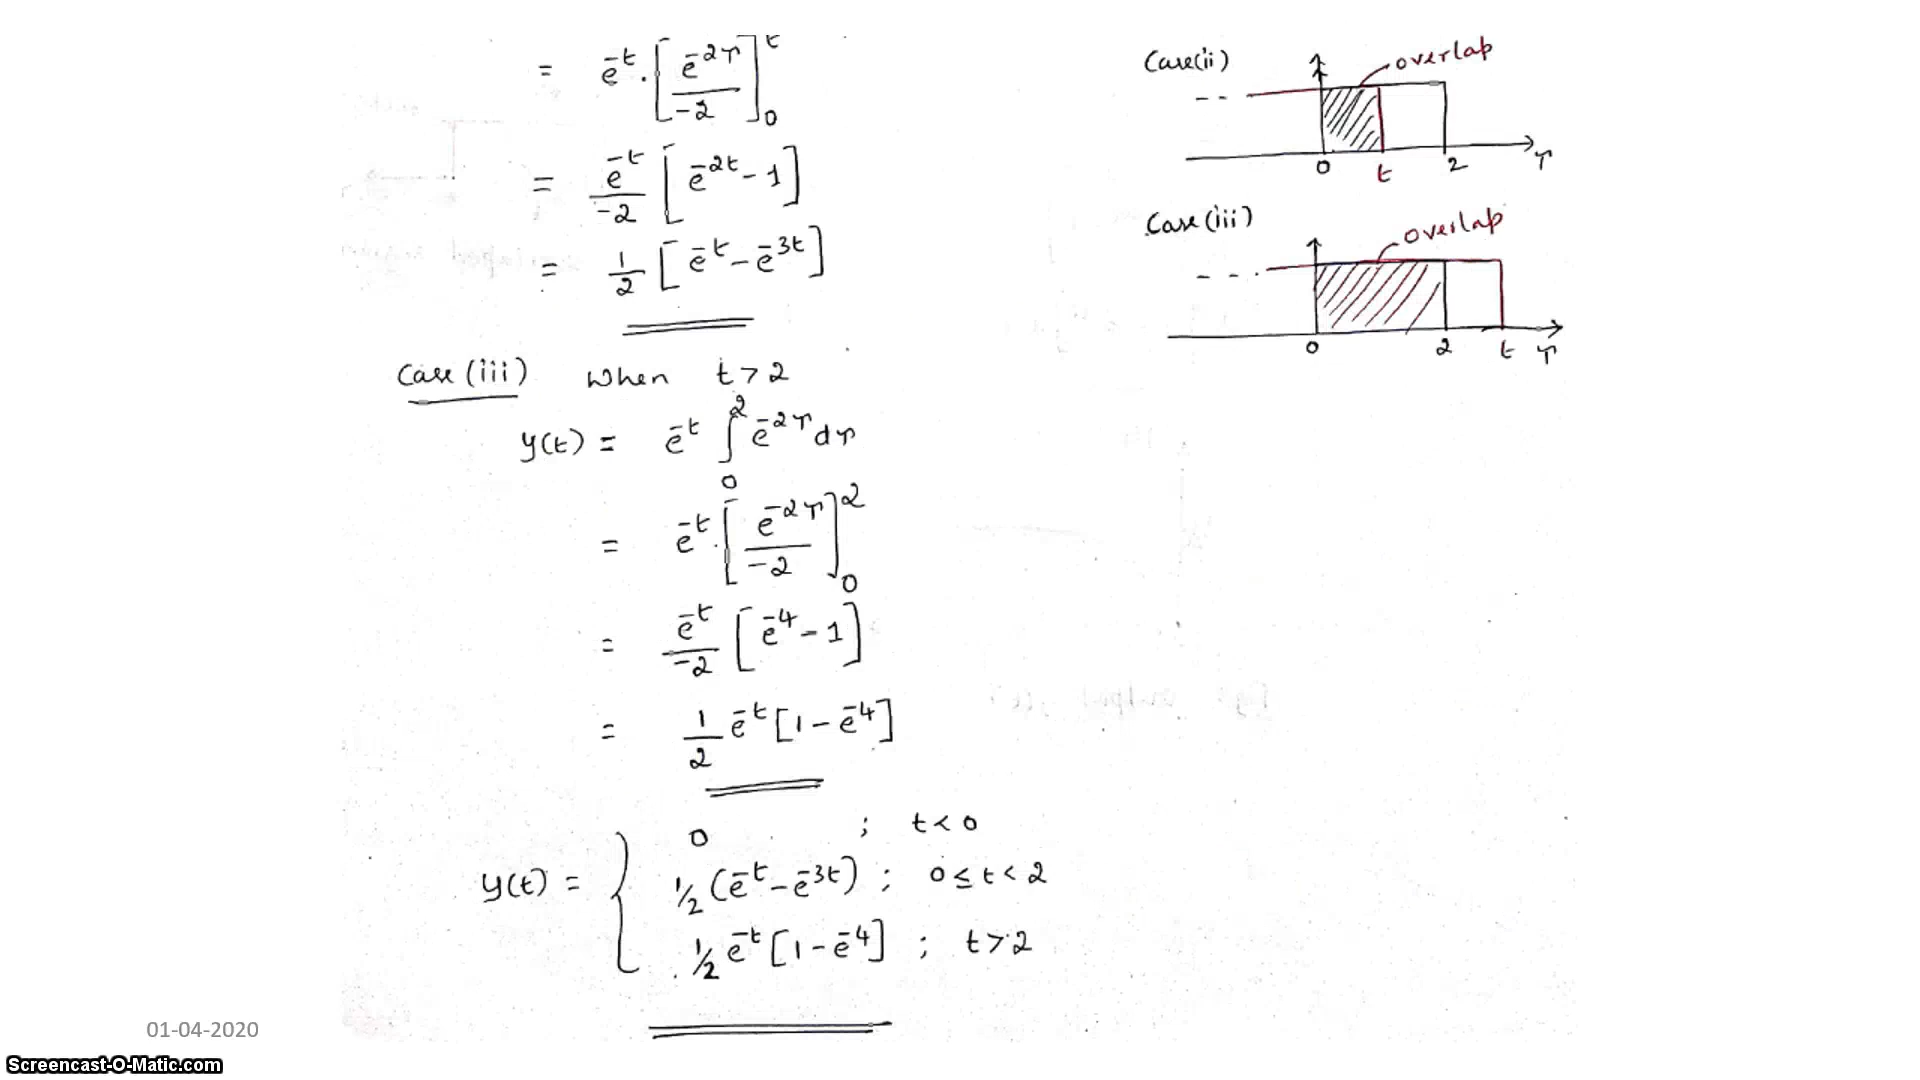 = e^-t . [ e^-2τ / -2 ]_0^t
= e^-t / -2 [ e^-2t - 1 ]
= 1/2 [ e^-t - e^-3t ]
Case (iii) When t > 2
y(t) = e^-t ∫_0^2 e^-2τ dτ
= e^-t . [ e^-2τ / -2 ]_0^2
= e^-t / -2 [ e^-4 - 1 ]
= 1/2 e^-t [1 - e^-4]
y(t) = { 0 ; t < 0
1/2 (e^-t - e^-3t) ; 0 ≤ t < 2
1/2 e^-t [1 - e^-4] ; t > 2
Case(ii) overlap
0 t 2 τ
Case(iii) overlap
0 2 t τ
01-04-2020
Screencast-O-Matic.com